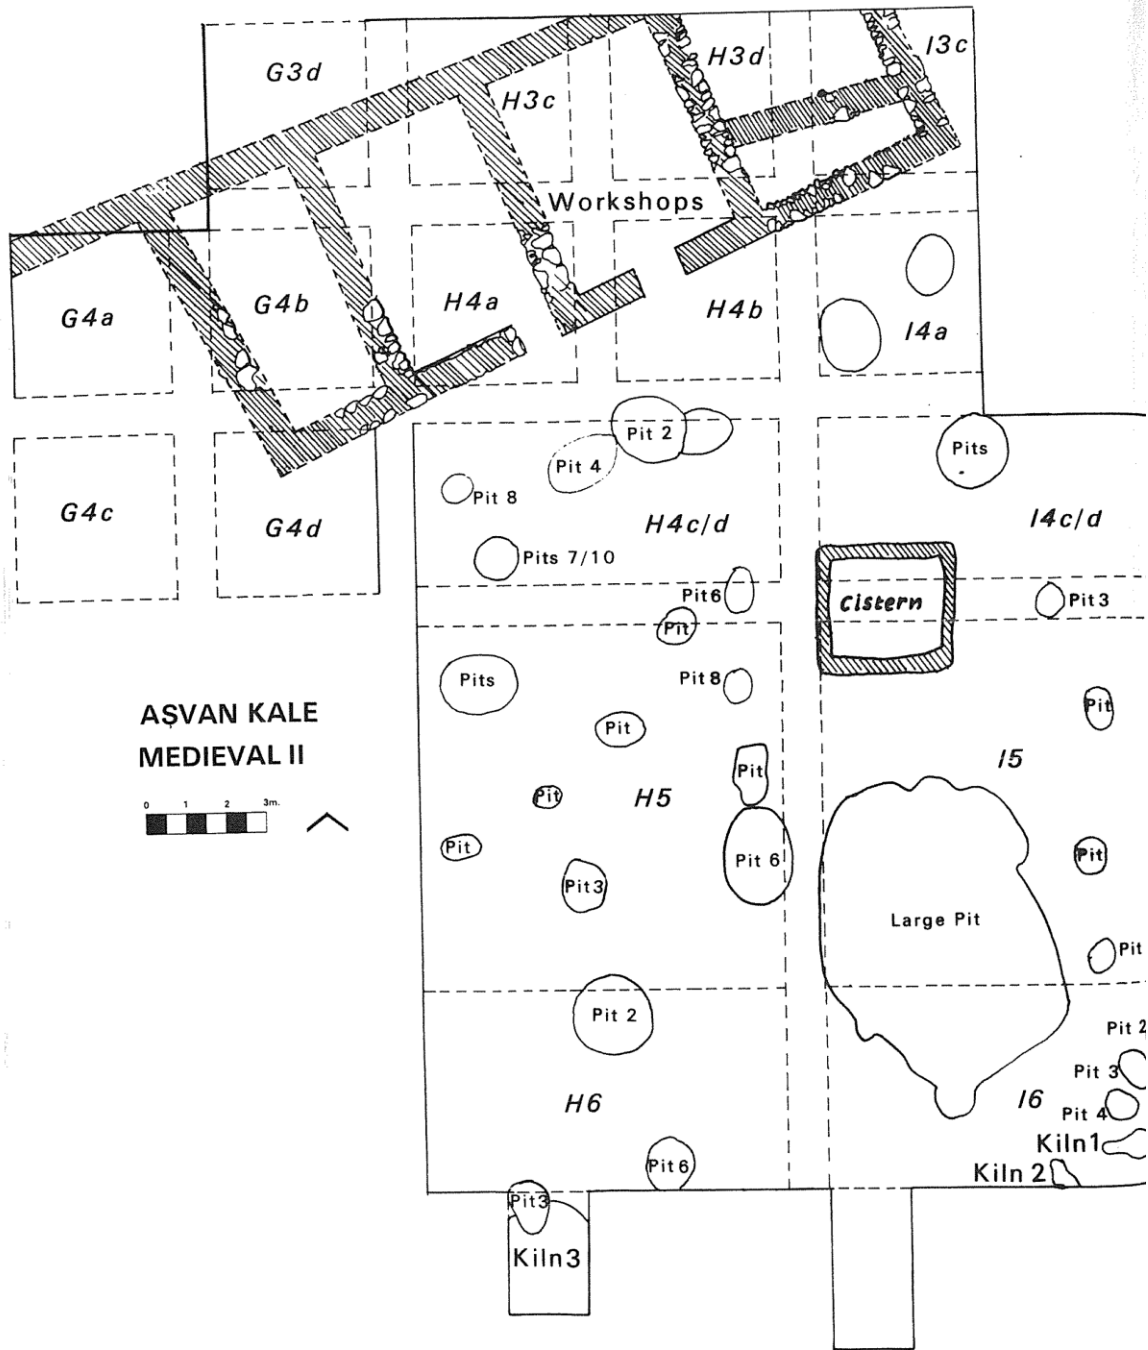 G3d
H3c
H3d
I3c
Workshops
G4a
G4b
H4a
H4b
I4a
Pit 2
Pit 4
Pits
Pit 8
G4c
G4d
H4c/d
I4c/d
Pits 7/10
Pit6
Cistern
Pit 3
Pit
Pits
Pit 8
Pit
AŞVAN KALE
MEDIEVAL II
0 1 2 3m.
Pit
Pit
I5
Pit
H5
Pit
Pit 6
Pit
Pit3
Large Pit
Pit
Pit 2
Pit 2
Pit 3
H6
I6
Pit 4
Kiln1
Pit6
Kiln 2
Pit3
Kiln3